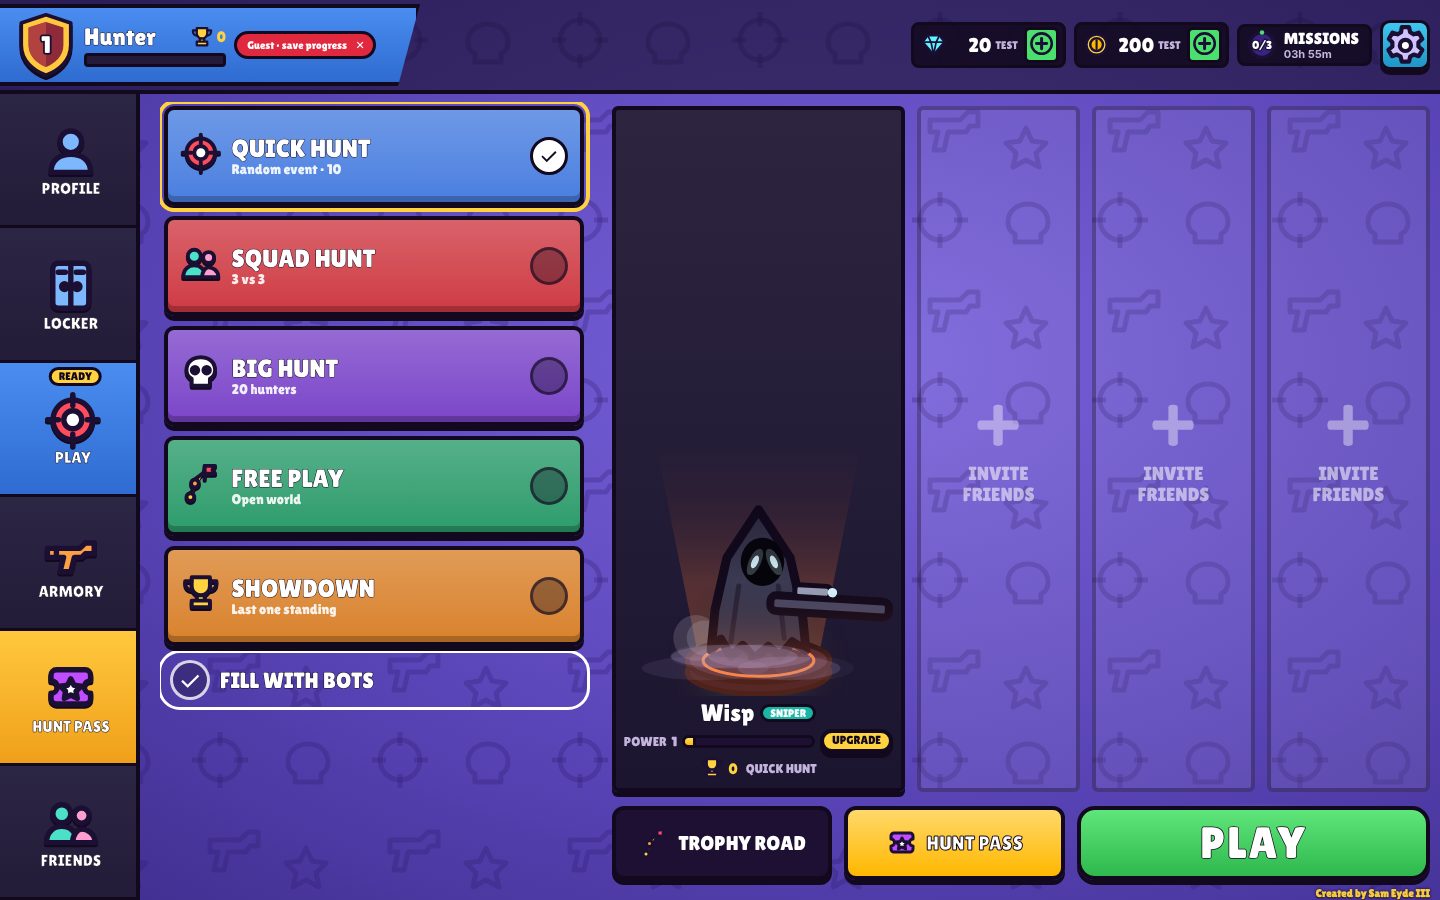 1
Hunter
0
Guest · save progress ×
20 TEST
200 TEST
0/3
MISSIONS
03h 55m
PROFILE
LOCKER
READY
PLAY
ARMORY
HUNT PASS
FRIENDS
QUICK HUNT
Random event · 10
SQUAD HUNT
3 vs 3
BIG HUNT
20 hunters
FREE PLAY
Open world
SHOWDOWN
Last one standing
FILL WITH BOTS
Wisp SNIPER
POWER 1 UPGRADE
0 QUICK HUNT
INVITE
FRIENDS
INVITE
FRIENDS
INVITE
FRIENDS
TROPHY ROAD
HUNT PASS
PLAY
Created by Sam Eyde III